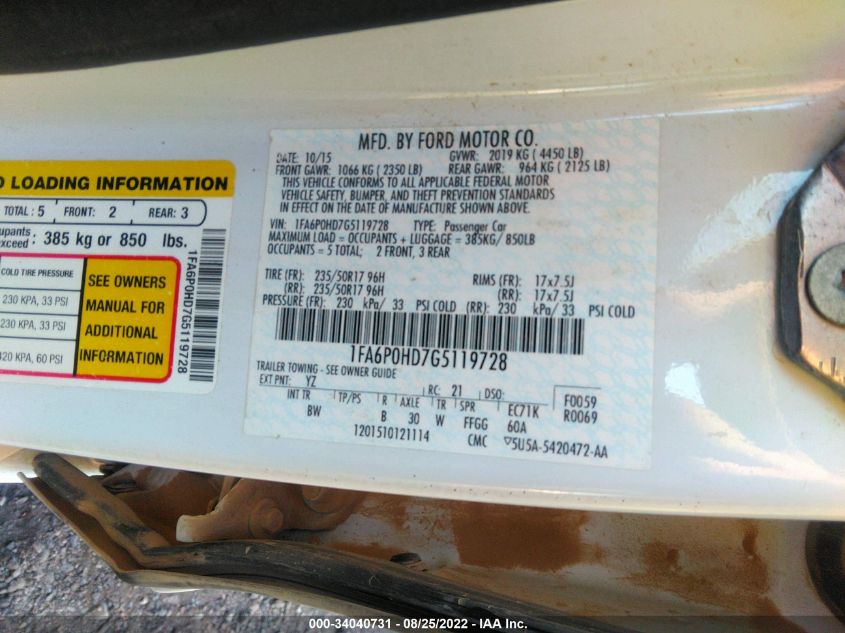 LOADING INFORMATION
TOTAL: 5 FRONT: 2 REAR: 3
385 kg or 850 lbs.
COLD TIRE PRESSURE
230 KPA, 33 PSI
230 KPA, 33 PSI
420 KPA, 60 PSI
SEE OWNERS
MANUAL FOR
ADDITIONAL
INFORMATION
1FA6P0HD7G5119728
MFD. BY FORD MOTOR CO.
DATE: 10/15 GVWR: 2019 KG ( 4450 LB)
FRONT GAWR: 1066 KG ( 2350 LB) REAR GAWR: 964 KG ( 2125 LB)
THIS VEHICLE CONFORMS TO ALL APPLICABLE FEDERAL MOTOR
VEHICLE SAFETY, BUMPER, AND THEFT PREVENTION STANDARDS
IN EFFECT ON THE DATE OF MANUFACTURE SHOWN ABOVE.
VIN: 1FA6P0HD7G5119728 TYPE: Passenger Car
MAXIMUM LOAD = OCCUPANTS + LUGGAGE = 385KG/ 850LB
OCCUPANTS = 5 TOTAL; 2 FRONT, 3 REAR
TIRE (FR): 235/50R17 96H RIMS (FR): 17x7.5J
(RR): 235/50R17 96H (RR): 17x7.5J
PRESSURE (FR): 230 kPa/ 33 PSI COLD (RR): 230 kPa/ 33 PSI COLD
1FA6P0HD7G5119728
TRAILER TOWING - SEE OWNER GUIDE
EXT PNT: YZ RC: 21 DSO: F0059
INT TR TP/PS R AXLE TR SPR EC71K R0069
BW B 30 W FFGG 60A
1201510121114 CMC ▽5U5A-5420472-AA
000-34040731 - 08/25/2022 - IAA Inc.